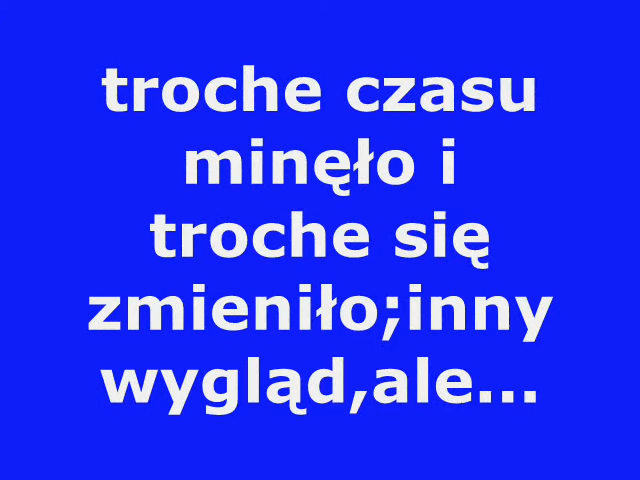 troche czasu
minęło i
troche się
zmieniło;inny
wygląd,ale...